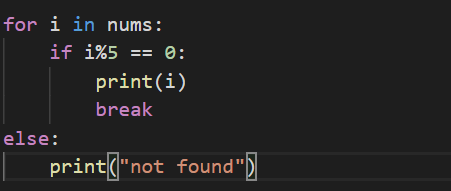 for i in nums:
    if i%5 == 0:
        print(i)
        break
else:
    print("not found")